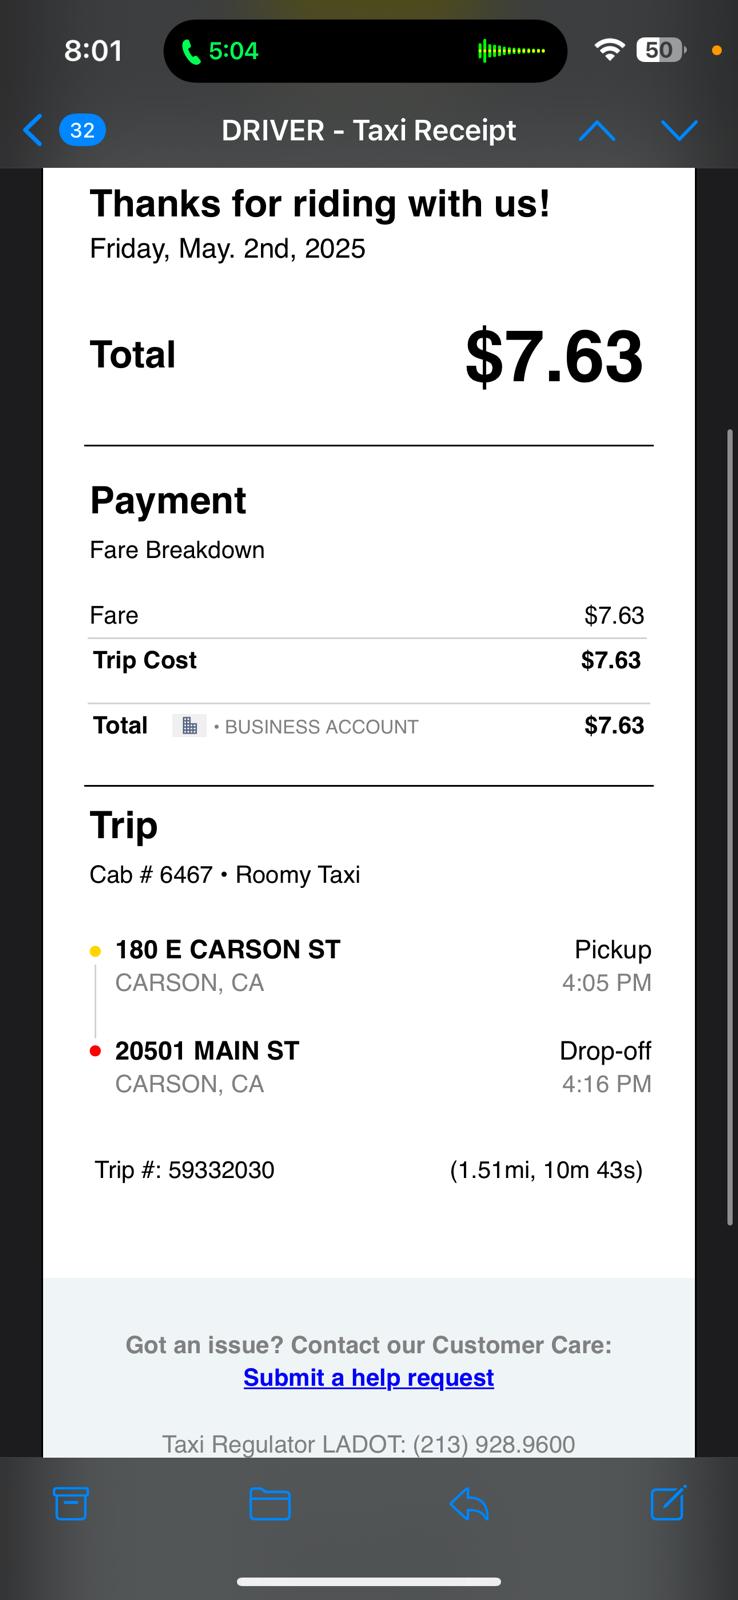 8:01
5:04
50
32
DRIVER - Taxi Receipt
Thanks for riding with us!
Friday, May. 2nd, 2025
Total $7.63
Payment
Fare Breakdown
Fare $7.63
Trip Cost $7.63
Total • BUSINESS ACCOUNT $7.63
Trip
Cab # 6467 • Roomy Taxi
180 E CARSON ST Pickup
CARSON, CA 4:05 PM
20501 MAIN ST Drop-off
CARSON, CA 4:16 PM
Trip #: 59332030 (1.51mi, 10m 43s)
Got an issue? Contact our Customer Care:
Submit a help request
Taxi Regulator LADOT: (213) 928.9600